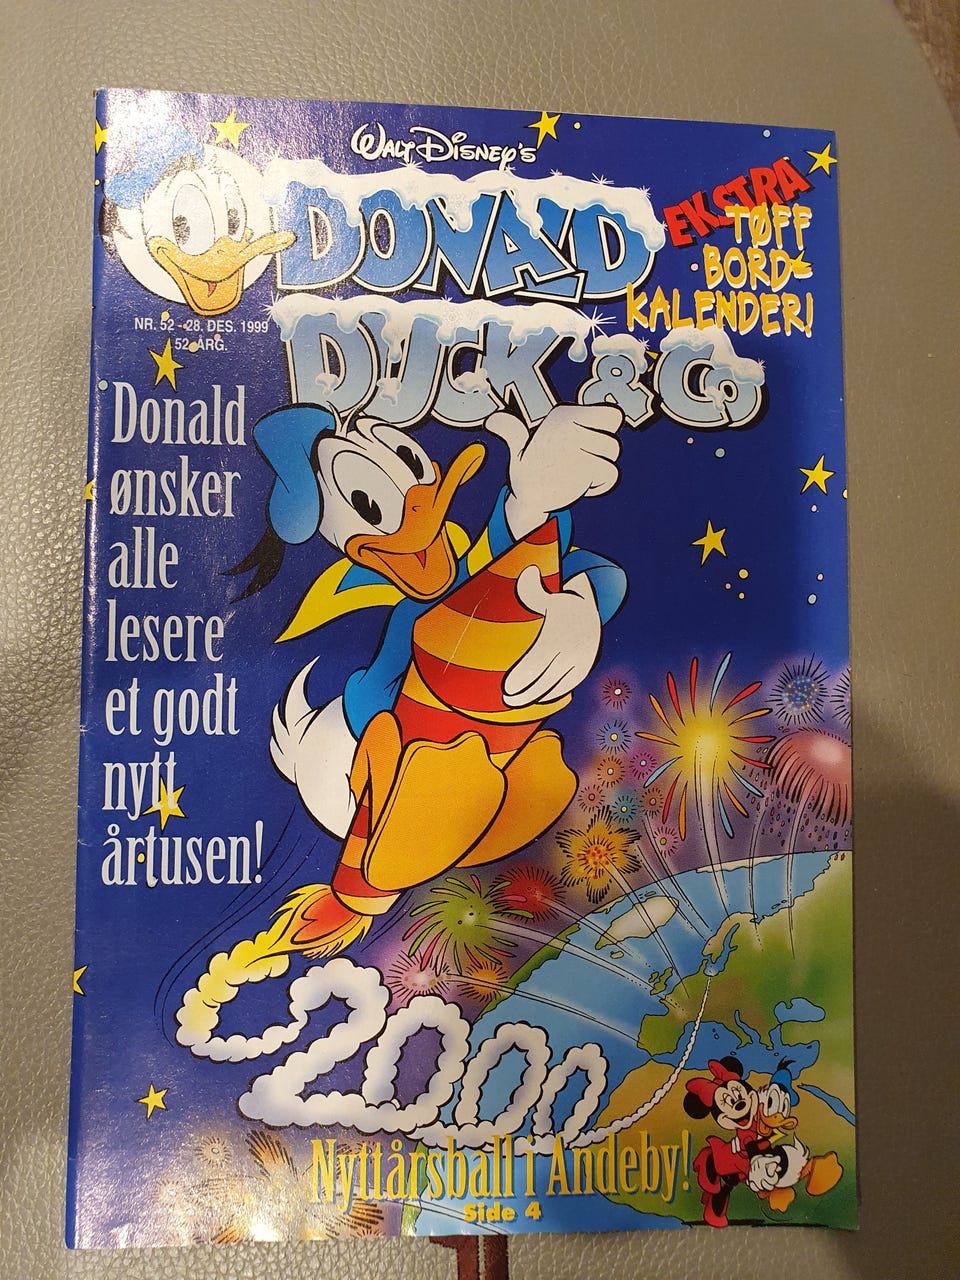 Walt Disney's
DONALD
DUCK & Co
EKSTRA
TØFF
BORD-
KALENDER!
NR. 52 - 28. DES. 1999
52. ÅRG.
Donald
ønsker
alle
lesere
et godt
nytt
årtusen!
2000
Nyttårsball i Andeby!
Side 4